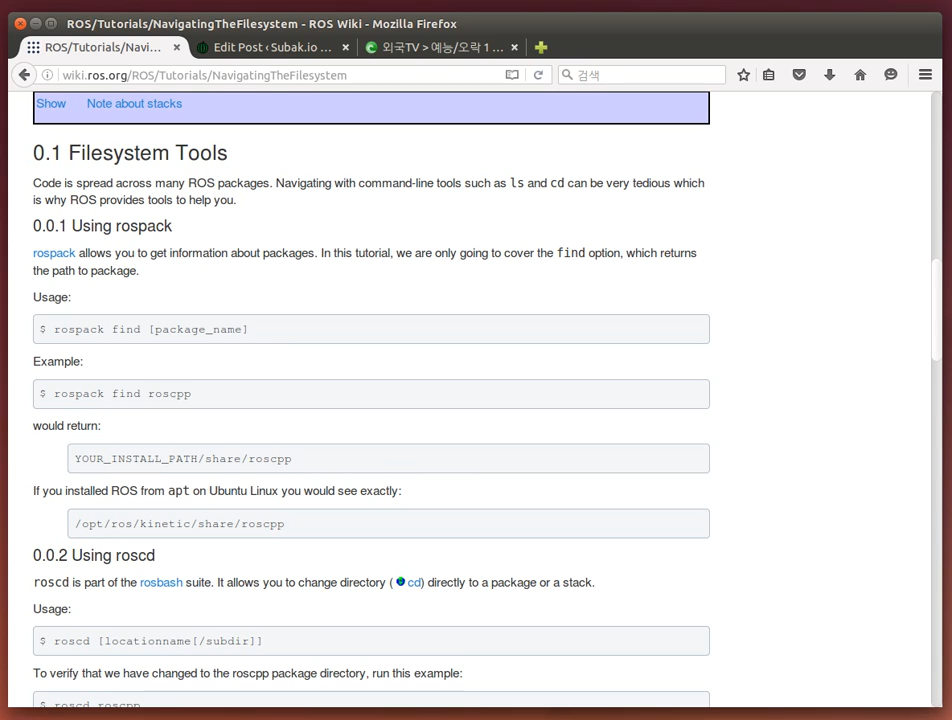 ROS/Tutorials/NavigatingTheFilesystem - ROS Wiki - Mozilla Firefox
ROS/Tutorials/Navi... × Edit Post ‹ Subak.io ... × 외국TV > 예능/오락 1 ... ×
wiki.ros.org/ROS/Tutorials/NavigatingTheFilesystem 검색
Show Note about stacks
0.1 Filesystem Tools
Code is spread across many ROS packages. Navigating with command-line tools such as ls and cd can be very tedious which
is why ROS provides tools to help you.
0.0.1 Using rospack
rospack allows you to get information about packages. In this tutorial, we are only going to cover the find option, which returns
the path to package.
Usage:
$ rospack find [package_name]
Example:
$ rospack find roscpp
would return:
YOUR_INSTALL_PATH/share/roscpp
If you installed ROS from apt on Ubuntu Linux you would see exactly:
/opt/ros/kinetic/share/roscpp
0.0.2 Using roscd
roscd is part of the rosbash suite. It allows you to change directory ( cd) directly to a package or a stack.
Usage:
$ roscd [locationname[/subdir]]
To verify that we have changed to the roscpp package directory, run this example:
$ roscd roscpp